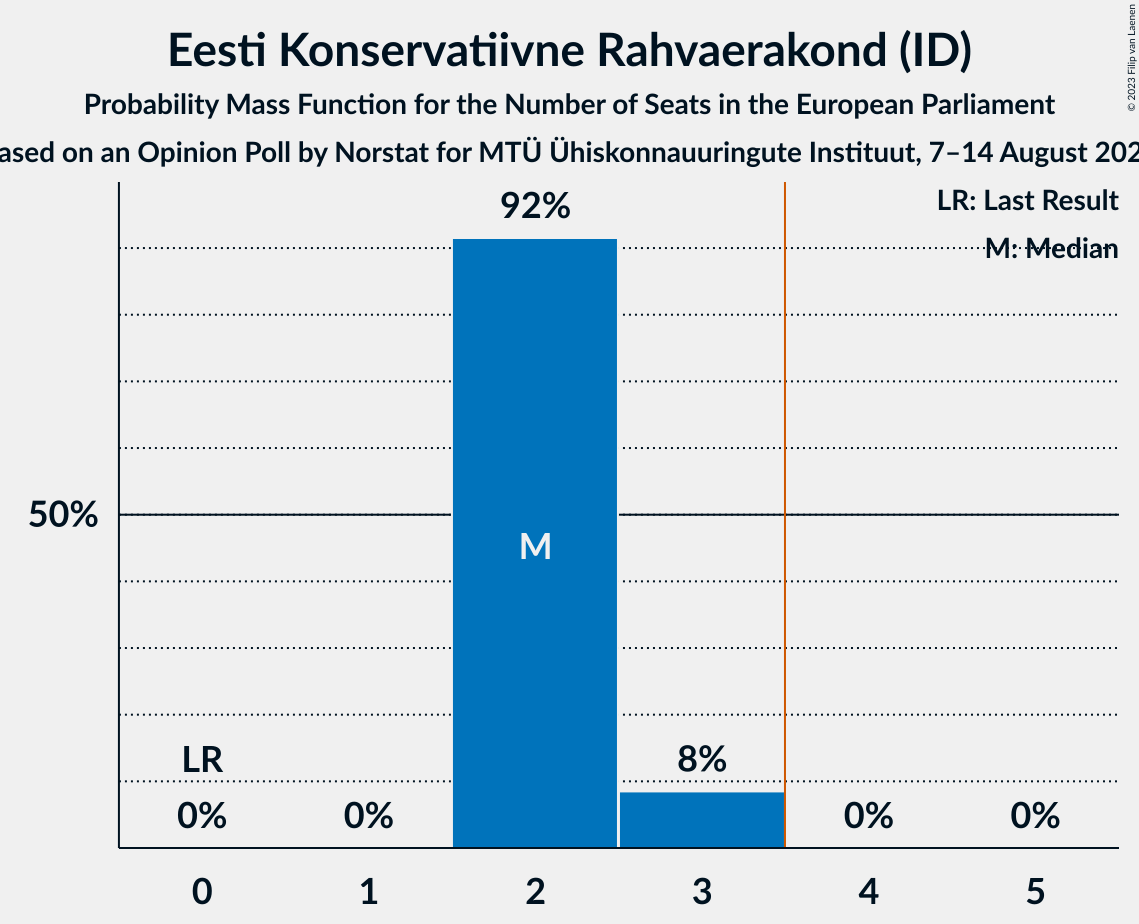 Eesti Konservatiivne Rahvaerakond (ID)
Probability Mass Function for the Number of Seats in the European Parliament
ased on an Opinion Poll by Norstat for MTÜ Ühiskonnauuringute Instituut, 7–14 August 202
© 2023 Filip van Laenen
LR: Last Result
M: Median
92%
50%
M
LR
8%
0% 0% 0% 0%
0 1 2 3 4 5